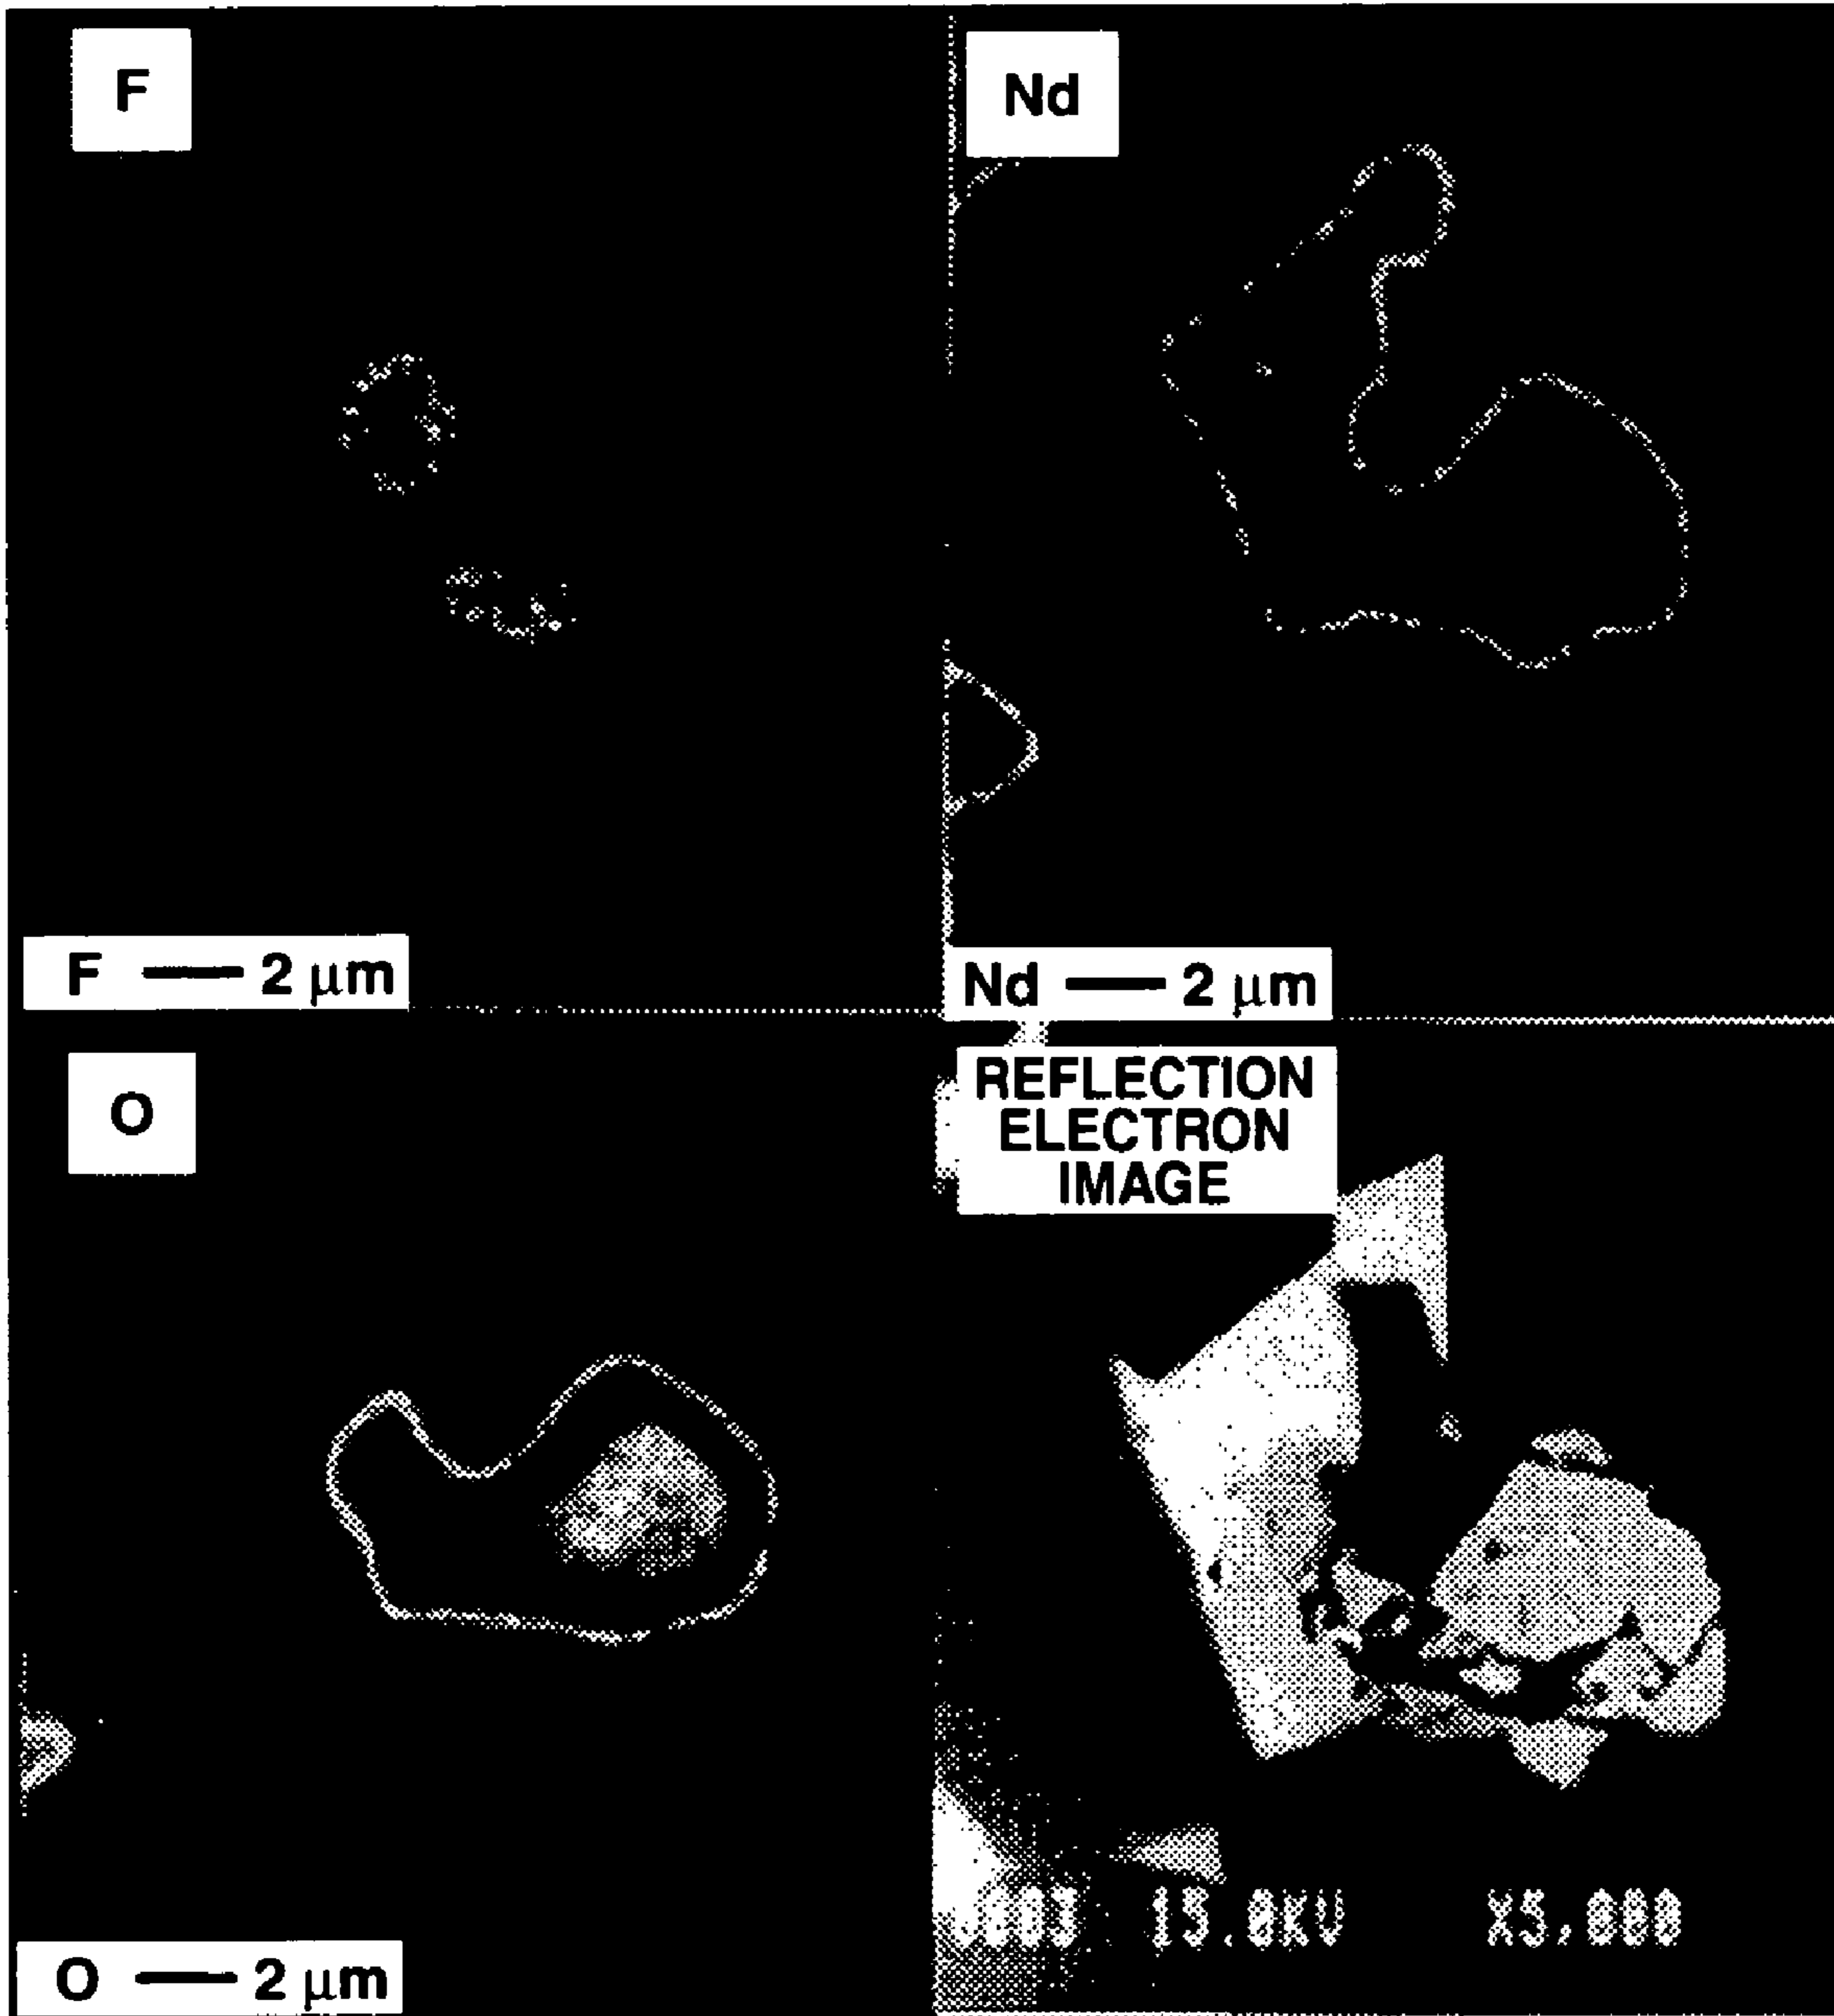 F
Nd
F 2 μm
Nd 2 μm
O
REFLECTION
ELECTRON
IMAGE
15.0KV X5,000
O 2 μm